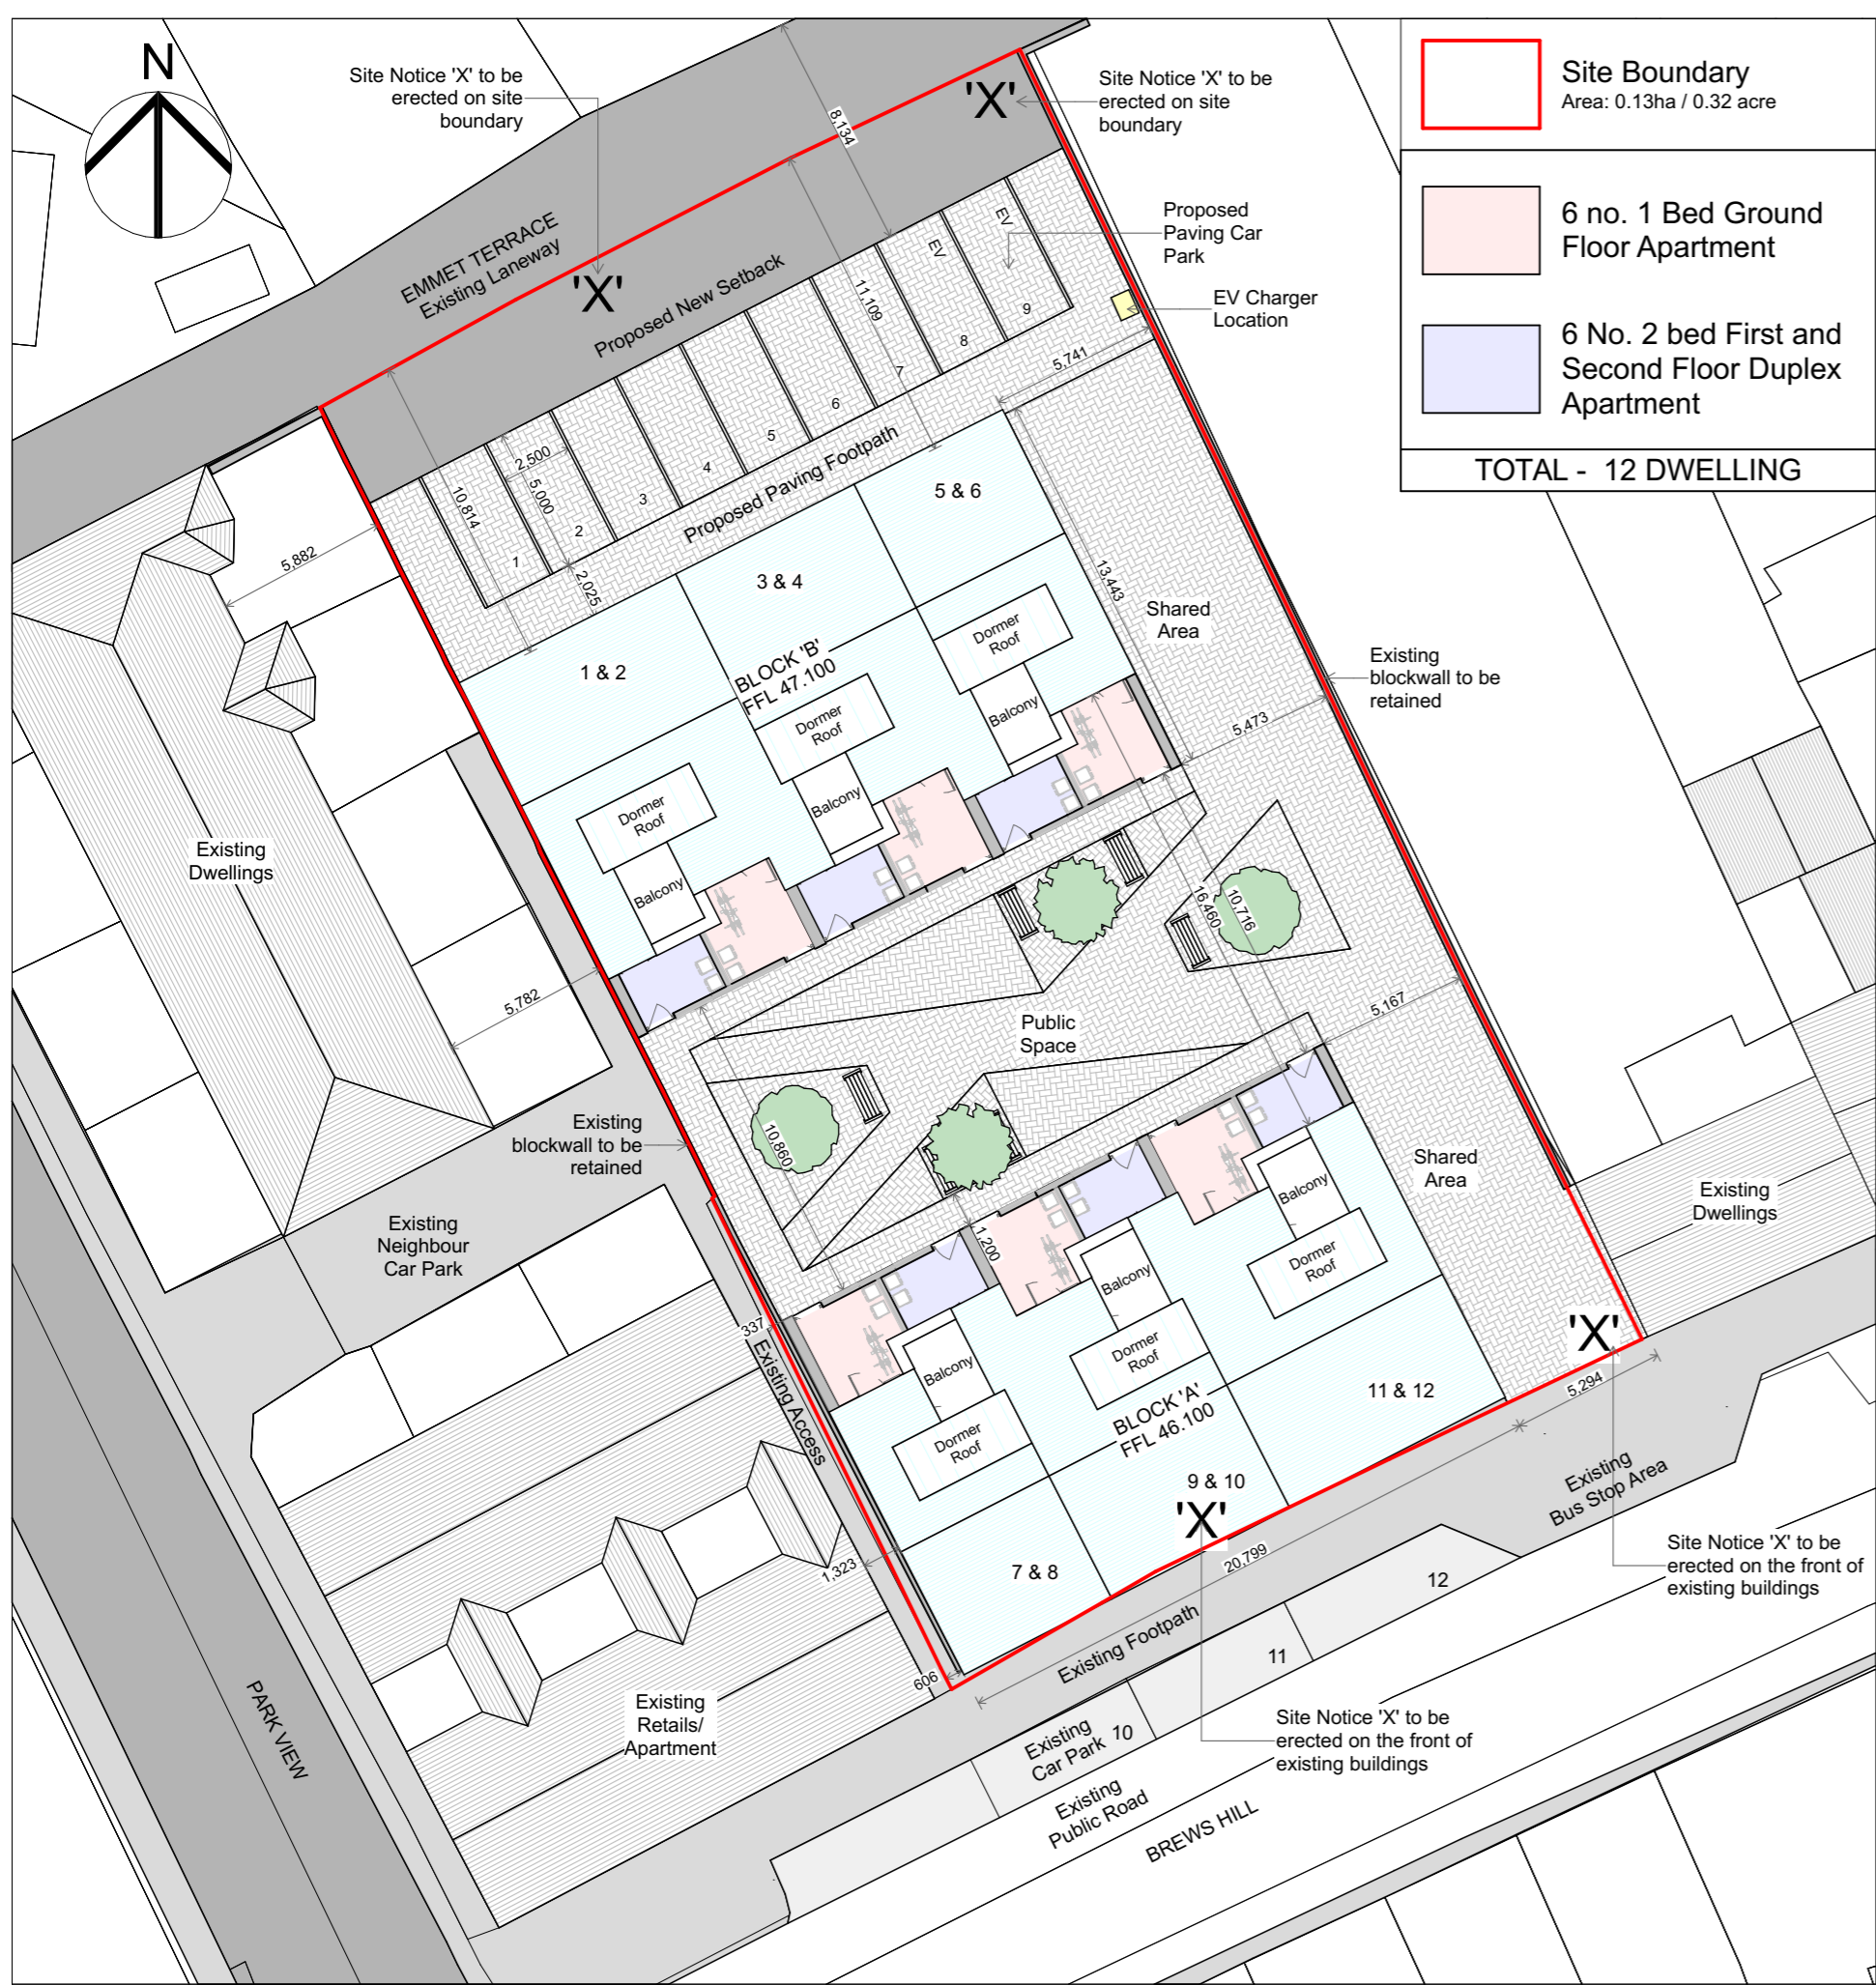 N
Site Notice 'X' to be
erected on site
boundary
'X'
Site Notice 'X' to be
erected on site
boundary
Site Boundary
Area: 0.13ha / 0.32 acre
6 no. 1 Bed Ground
Floor Apartment
6 No. 2 bed First and
Second Floor Duplex
Apartment
TOTAL - 12 DWELLING
8,134
EMMET TERRACE
Existing Laneway
'X'
Proposed New Setback
Proposed
Paving Car
Park
EV Charger
Location
EV
EV
11,109
9
8
7
6
5
4
3
2
1
5,741
2,500
5,000
10,814
2,025
5,882
Proposed Paving Footpath
5 & 6
3 & 4
1 & 2
BLOCK 'B'
FFL 47.100
13,443
Shared
Area
Dormer
Roof
Balcony
Dormer
Roof
Balcony
Dormer
Roof
Balcony
Existing
blockwall to be
retained
5,473
Existing
Dwellings
5,782
16,460
10,716
Public
Space
5,167
Existing
blockwall to be
retained
10,860
1,200
Existing
Neighbour
Car Park
337
Existing Access
Shared
Area
Existing
Dwellings
Balcony
Dormer
Roof
Balcony
Dormer
Roof
Balcony
Dormer
Roof
BLOCK 'A'
FFL 46.100
11 & 12
9 & 10
7 & 8
'X'
'X'
5,294
20,799
1,323
606
Existing
Bus Stop Area
Existing Footpath
12
11
10
Existing
Car Park
Existing
Public Road
BREWS HILL
Site Notice 'X' to be
erected on the front of
existing buildings
Site Notice 'X' to be
erected on the front of
existing buildings
Existing
Retails/
Apartment
PARK VIEW